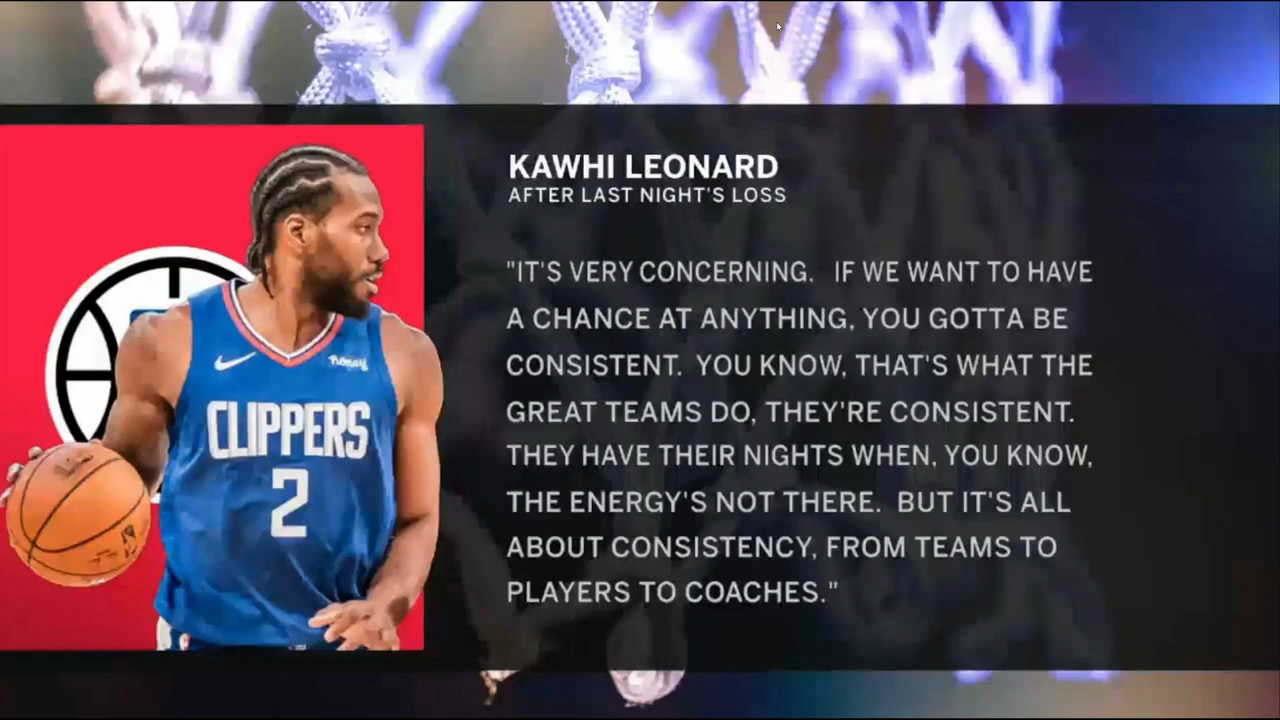 KAWHI LEONARD
AFTER LAST NIGHT'S LOSS
"IT'S VERY CONCERNING. IF WE WANT TO HAVE
A CHANCE AT ANYTHING, YOU GOTTA BE
CONSISTENT. YOU KNOW, THAT'S WHAT THE
GREAT TEAMS DO, THEY'RE CONSISTENT.
THEY HAVE THEIR NIGHTS WHEN, YOU KNOW,
THE ENERGY'S NOT THERE. BUT IT'S ALL
ABOUT CONSISTENCY, FROM TEAMS TO
PLAYERS TO COACHES."
honey
CLIPPERS
2